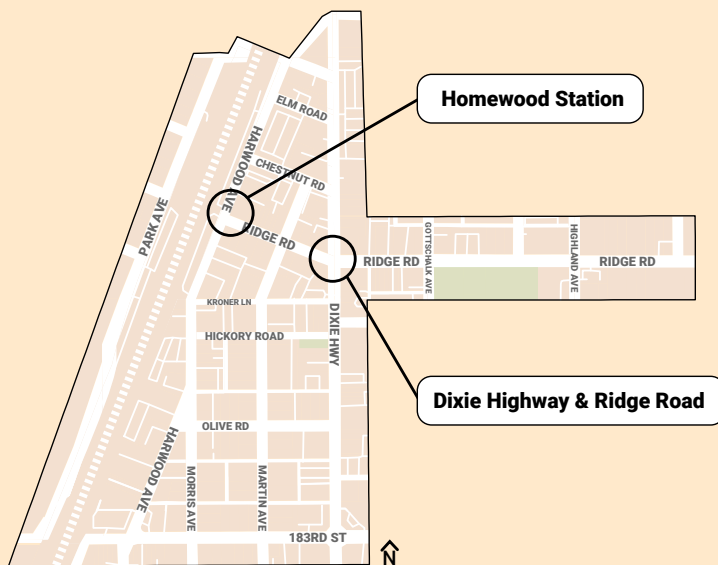 ELM ROAD
Homewood Station
HARWOOD AVE
CHESTNUT RD
PARK AVE
RIDGE RD
GOTTSCHALK AVE
HIGHLAND AVE
RIDGE RD
RIDGE RD
KRONER LN
DIXIE HWY
HICKORY ROAD
Dixie Highway & Ridge Road
OLIVE RD
HARWOOD AVE
MORRIS AVE
MARTIN AVE
183RD ST
N